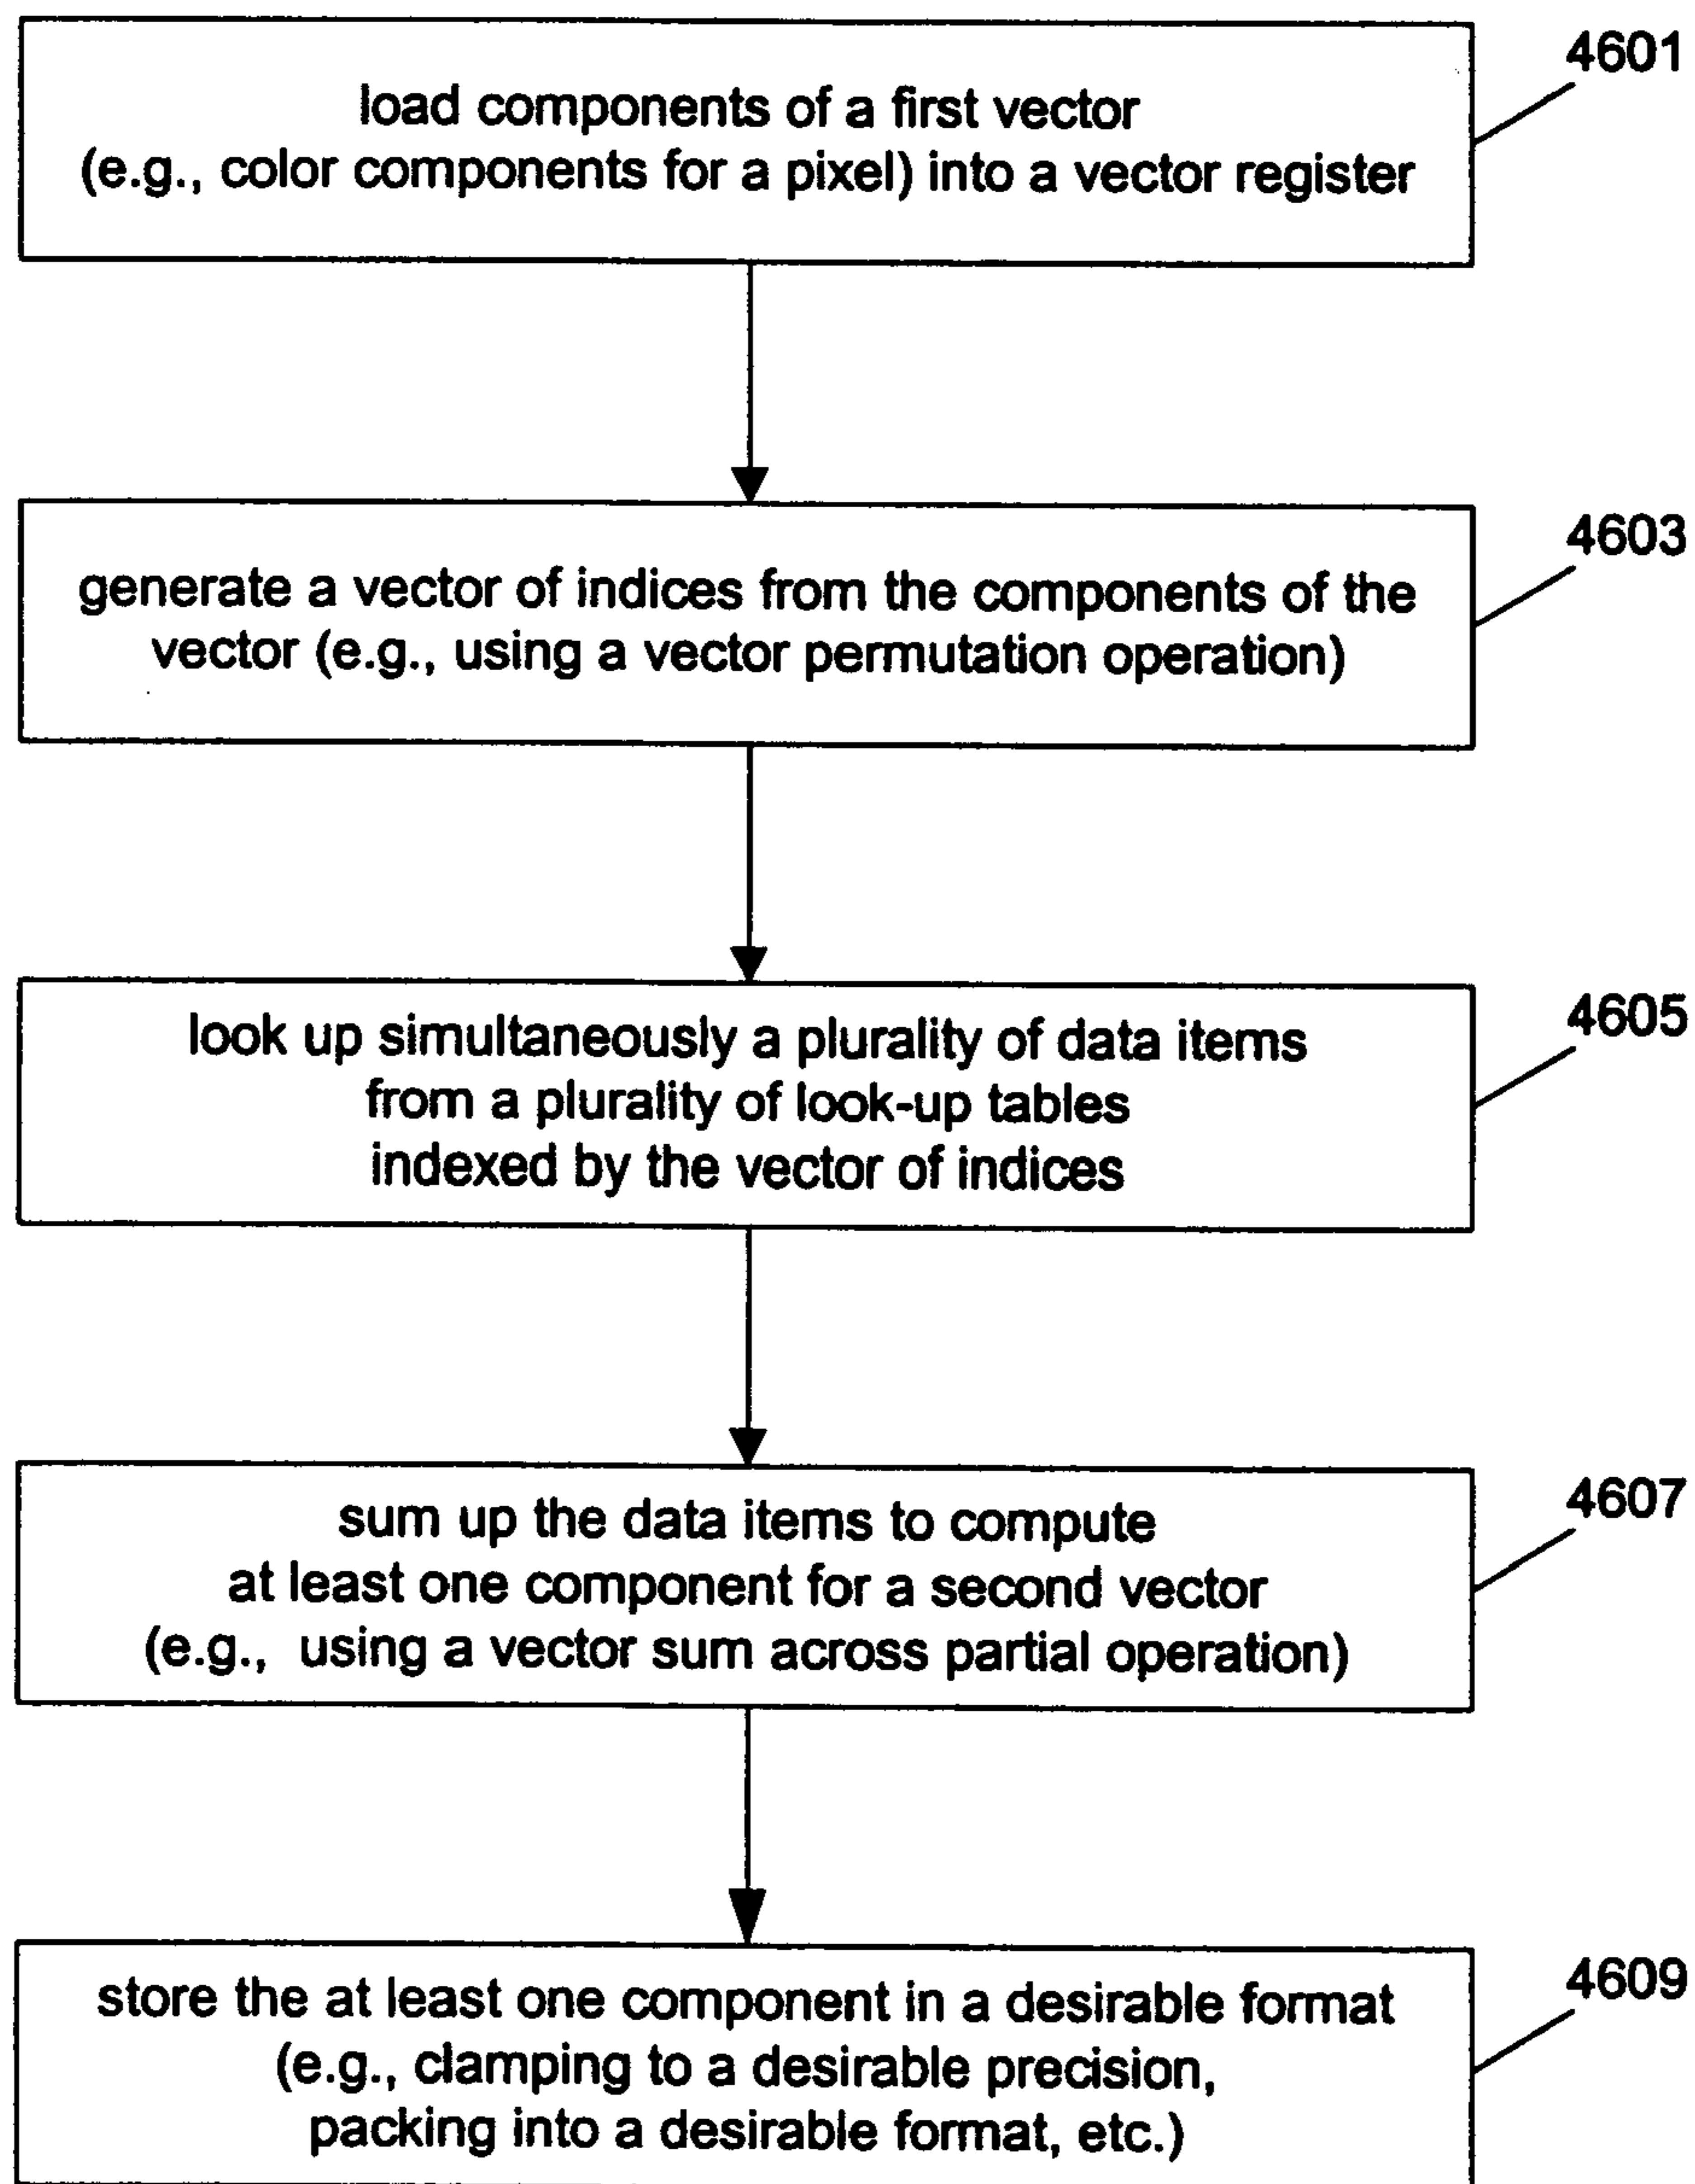 4601
load components of a first vector
(e.g., color components for a pixel) into a vector register
4603
generate a vector of indices from the components of the
vector (e.g., using a vector permutation operation)
4605
look up simultaneously a plurality of data items
from a plurality of look-up tables
indexed by the vector of indices
4607
sum up the data items to compute
at least one component for a second vector
(e.g., using a vector sum across partial operation)
4609
store the at least one component in a desirable format
(e.g., clamping to a desirable precision,
packing into a desirable format, etc.)